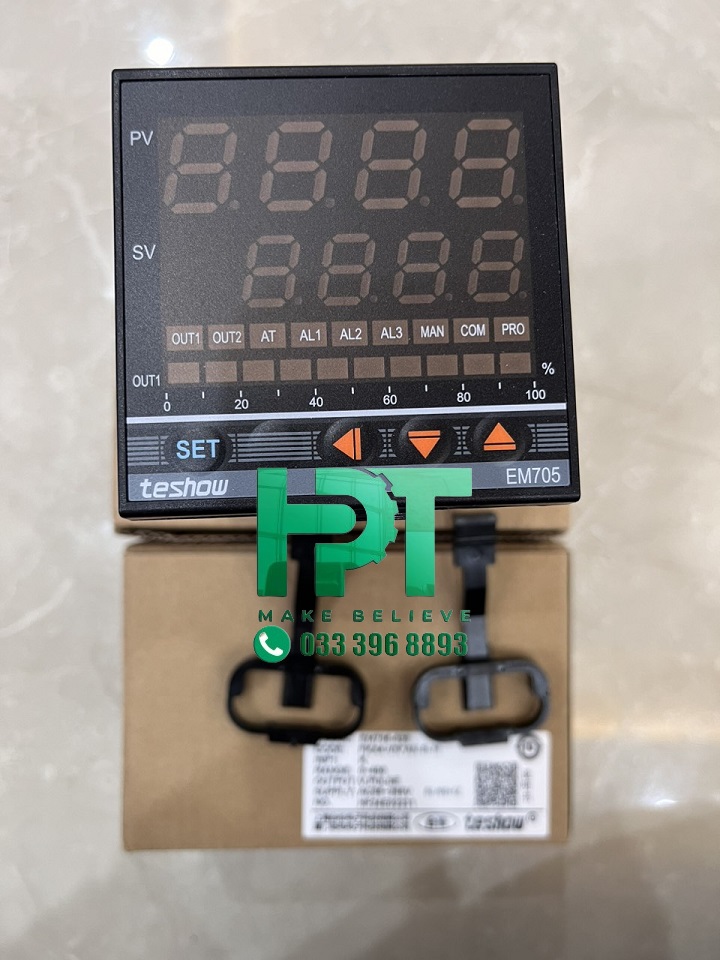 PV
SV
OUT1 OUT2 AT AL1 AL2 AL3 MAN COM PRO
OUT1 %
0 20 40 60 80 100
SET
teshow EM705
HPT
MAKE BELIEVE
033 396 8893
teshow